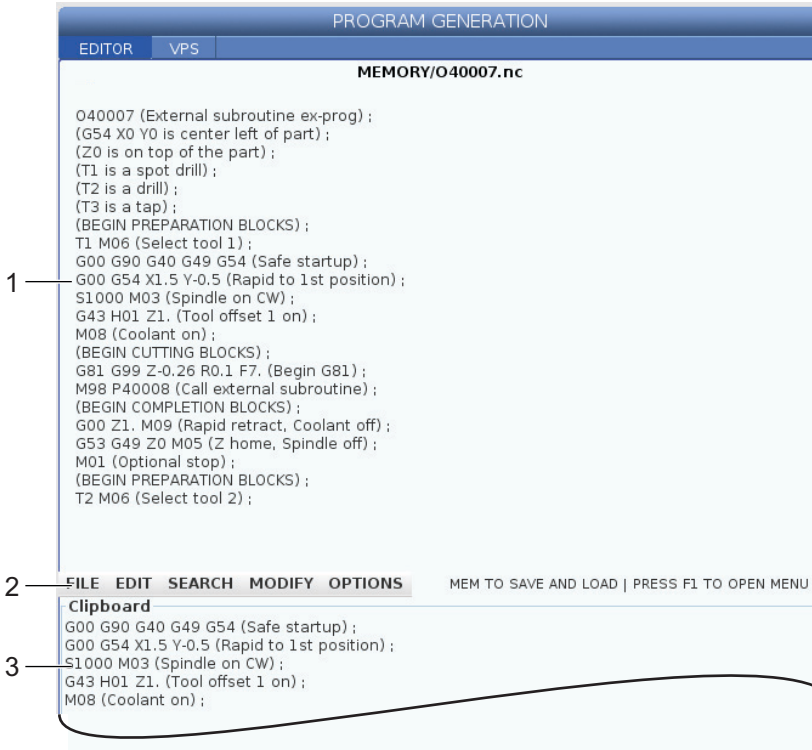 PROGRAM GENERATION
EDITOR VPS
MEMORY/O40007.nc
O40007 (External subroutine ex-prog) ;
(G54 X0 Y0 is center left of part) ;
(Z0 is on top of the part) ;
(T1 is a spot drill) ;
(T2 is a drill) ;
(T3 is a tap) ;
(BEGIN PREPARATION BLOCKS) ;
T1 M06 (Select tool 1) ;
G00 G90 G40 G49 G54 (Safe startup) ;
1 G00 G54 X1.5 Y-0.5 (Rapid to 1st position) ;
S1000 M03 (Spindle on CW) ;
G43 H01 Z1. (Tool offset 1 on) ;
M08 (Coolant on) ;
(BEGIN CUTTING BLOCKS) ;
G81 G99 Z-0.26 R0.1 F7. (Begin G81) ;
M98 P40008 (Call external subroutine) ;
(BEGIN COMPLETION BLOCKS) ;
G00 Z1. M09 (Rapid retract, Coolant off) ;
G53 G49 Z0 M05 (Z home, Spindle off) ;
M01 (Optional stop) ;
(BEGIN PREPARATION BLOCKS) ;
T2 M06 (Select tool 2) ;
2 FILE EDIT SEARCH MODIFY OPTIONS MEM TO SAVE AND LOAD | PRESS F1 TO OPEN MENU
Clipboard
G00 G90 G40 G49 G54 (Safe startup) ;
G00 G54 X1.5 Y-0.5 (Rapid to 1st position) ;
3 S1000 M03 (Spindle on CW) ;
G43 H01 Z1. (Tool offset 1 on) ;
M08 (Coolant on) ;